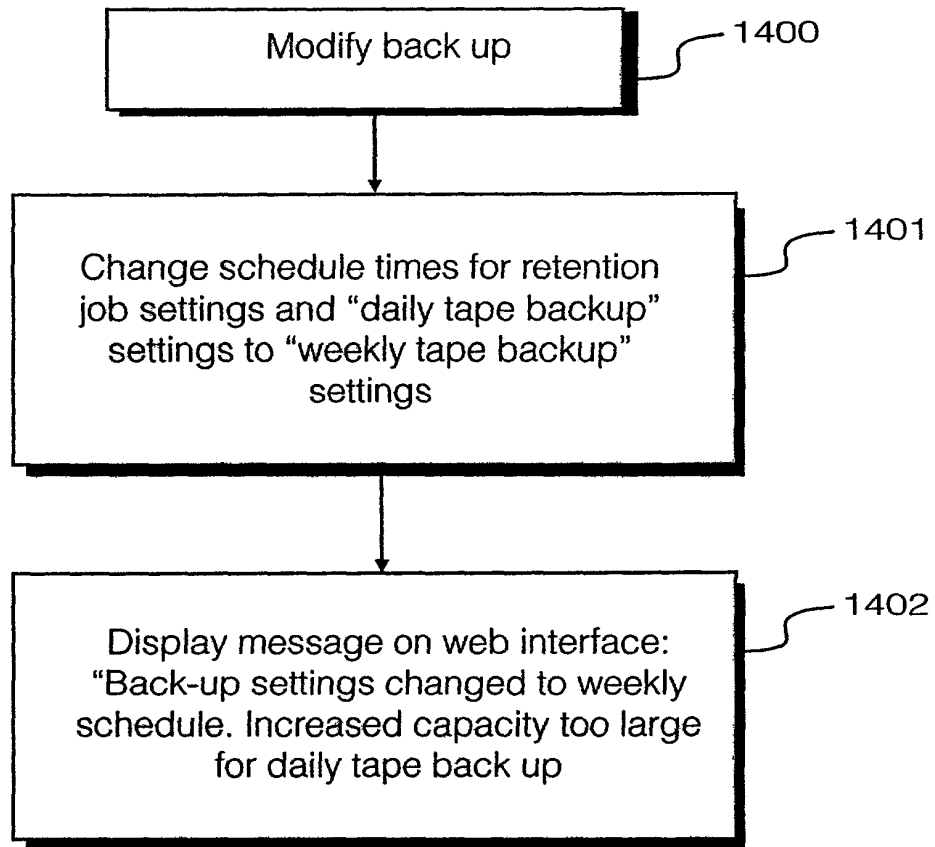 Modify back up
1400
Change schedule times for retention
job settings and “daily tape backup”
settings to “weekly tape backup”
settings
1401
Display message on web interface:
“Back-up settings changed to weekly
schedule. Increased capacity too large
for daily tape back up
1402